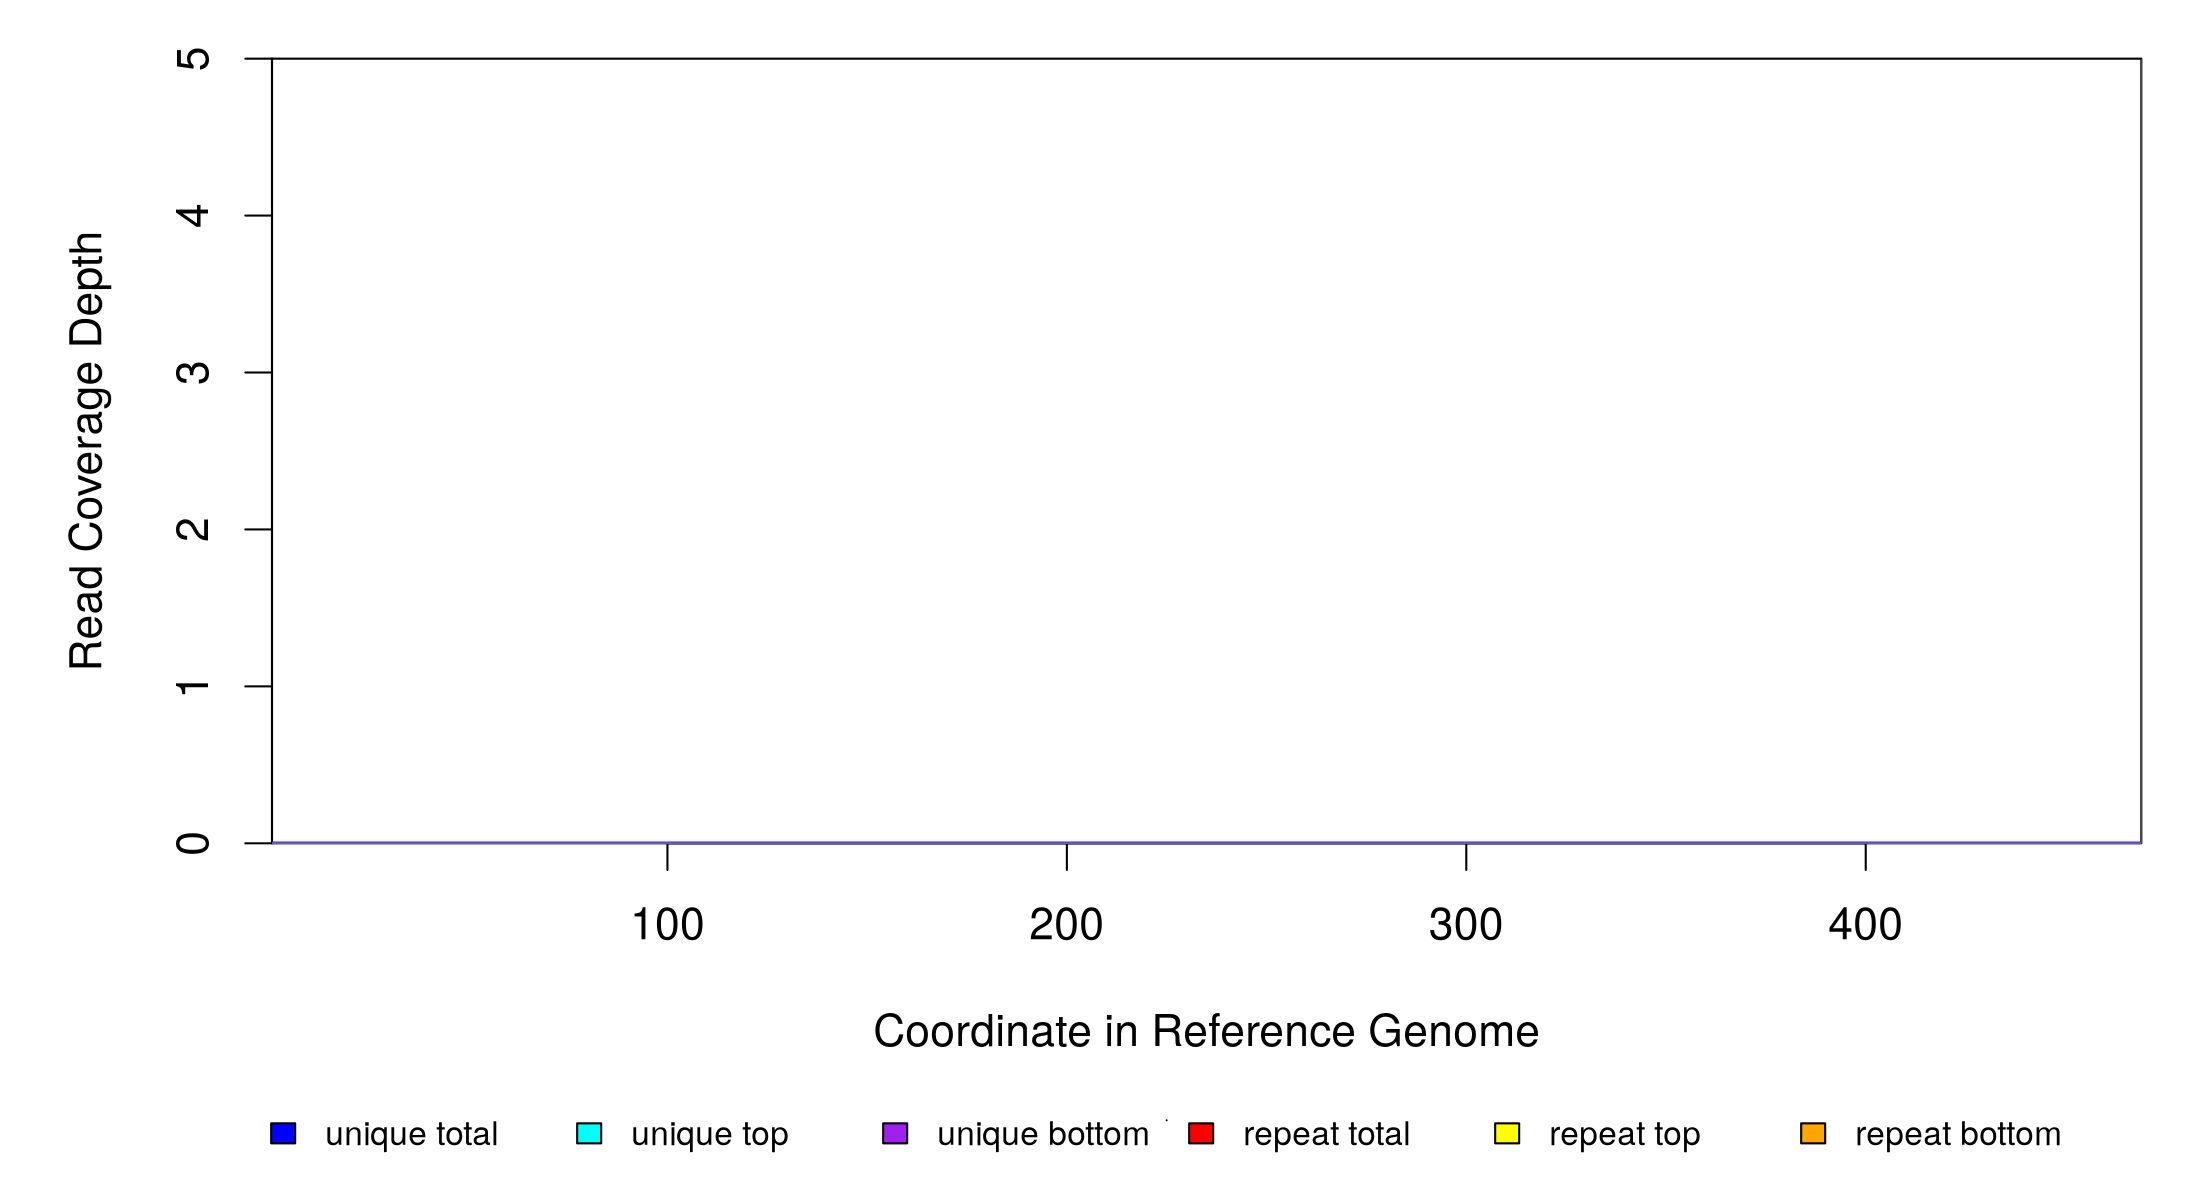 5
4
3
2
1
0
Read Coverage Depth
100 200 300 400
Coordinate in Reference Genome
unique total unique top unique bottom repeat total repeat top repeat bottom